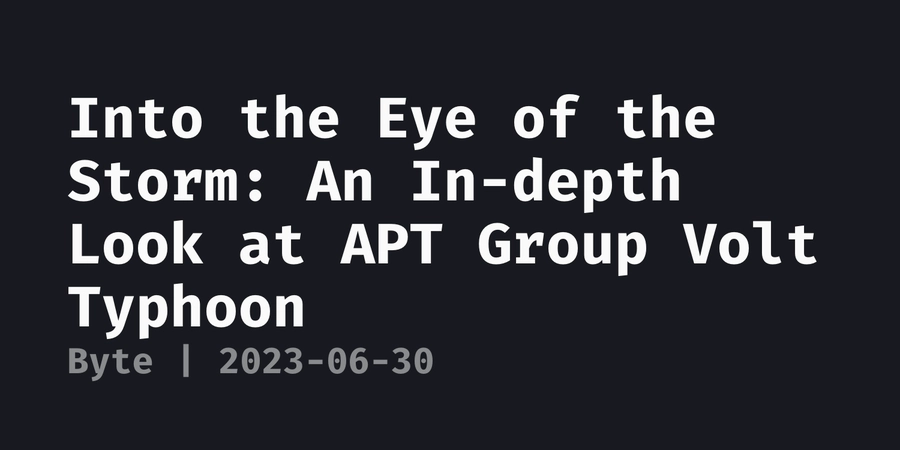 Into the Eye of the
Storm: An In-depth
Look at APT Group Volt
Typhoon
Byte | 2023-06-30